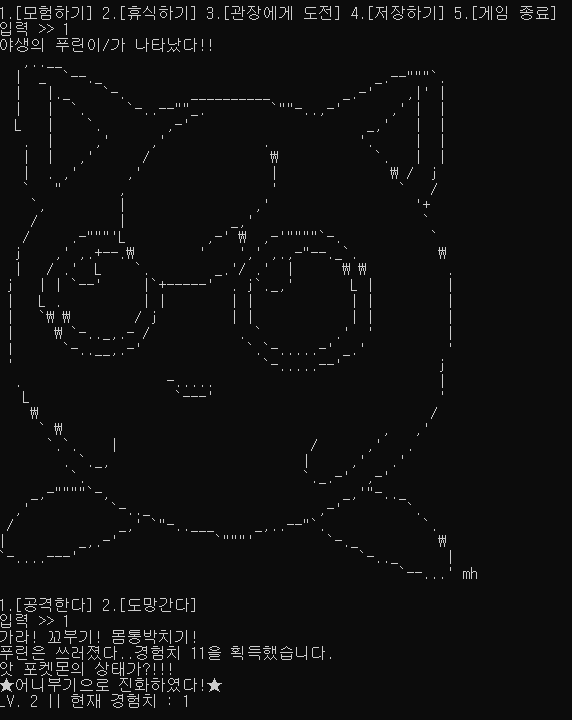 1.[모험하기] 2.[휴식하기] 3.[관장에게 도전] 4.[저장하기] 5.[게임 종료]
입력 >> 1
야생의 푸린이/가 나타났다!!
mh
1.[공격한다] 2.[도망간다]
입력 >> 1
가라! 꼬부기! 몸통박치기!
푸린은 쓰러졌다..경험치 11을 획득했습니다.
앗 포켓몬의 상태가?!!!
★어니부기으로 진화하였다!★
LV. 2 || 현재 경험치 : 1